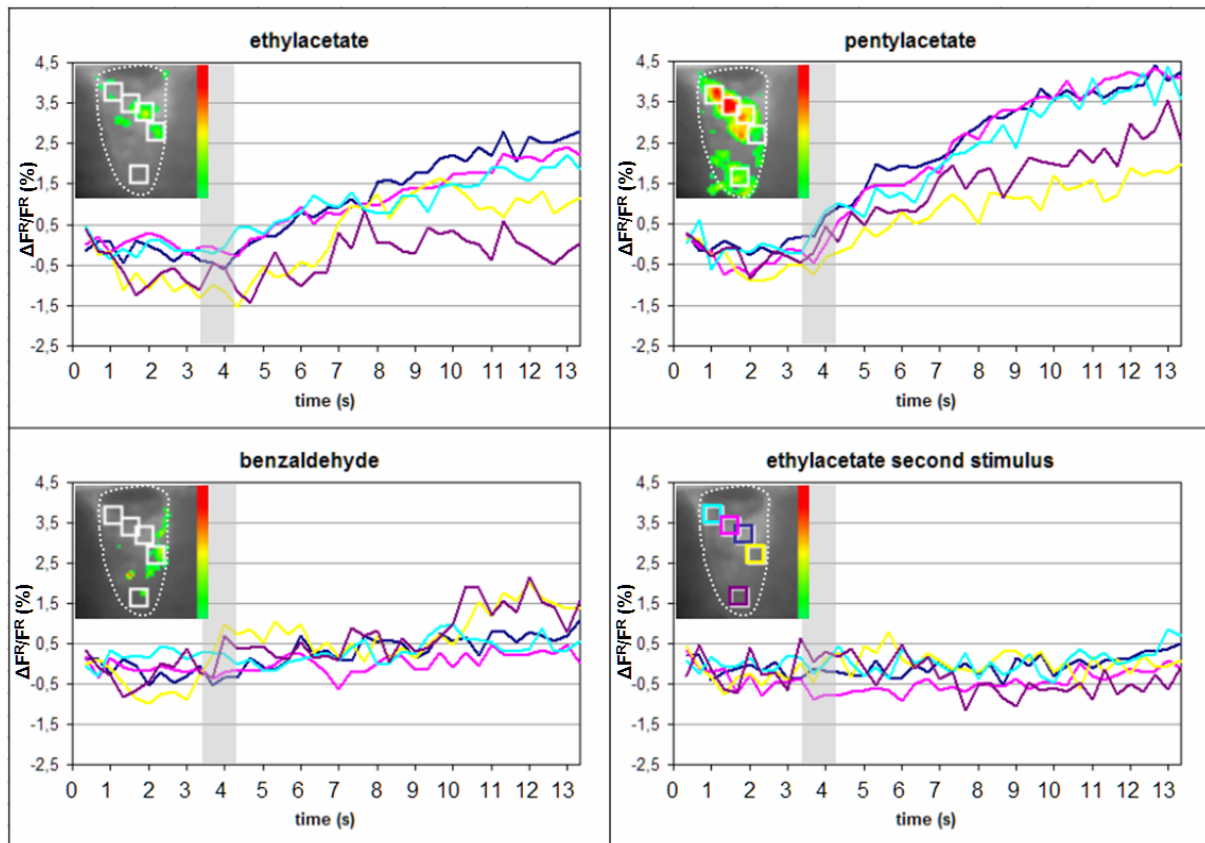 ethylacetate
4,5
3,5
2,5
1,5
0,5
-0,5
-1,5
-2,5
ΔFᴿ/Fᴿ (%)
0 1 2 3 4 5 6 7 8 9 10 11 12 13
time (s)
pentylacetate
4,5
3,5
2,5
1,5
0,5
-0,5
-1,5
-2,5
ΔFᴿ/Fᴿ (%)
0 1 2 3 4 5 6 7 8 9 10 11 12 13
time (s)
benzaldehyde
4,5
3,5
2,5
1,5
0,5
-0,5
-1,5
-2,5
ΔFᴿ/Fᴿ (%)
0 1 2 3 4 5 6 7 8 9 10 11 12 13
time (s)
ethylacetate second stimulus
4,5
3,5
2,5
1,5
0,5
-0,5
-1,5
-2,5
ΔFᴿ/Fᴿ (%)
0 1 2 3 4 5 6 7 8 9 10 11 12 13
time (s)